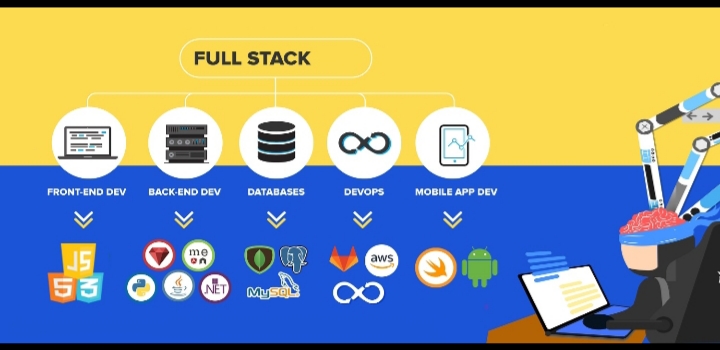 FULL STACK
FRONT-END DEV
BACK-END DEV
DATABASES
DEVOPS
MOBILE APP DEV
JS
5
3
me
n
aws
.NET
MySQL